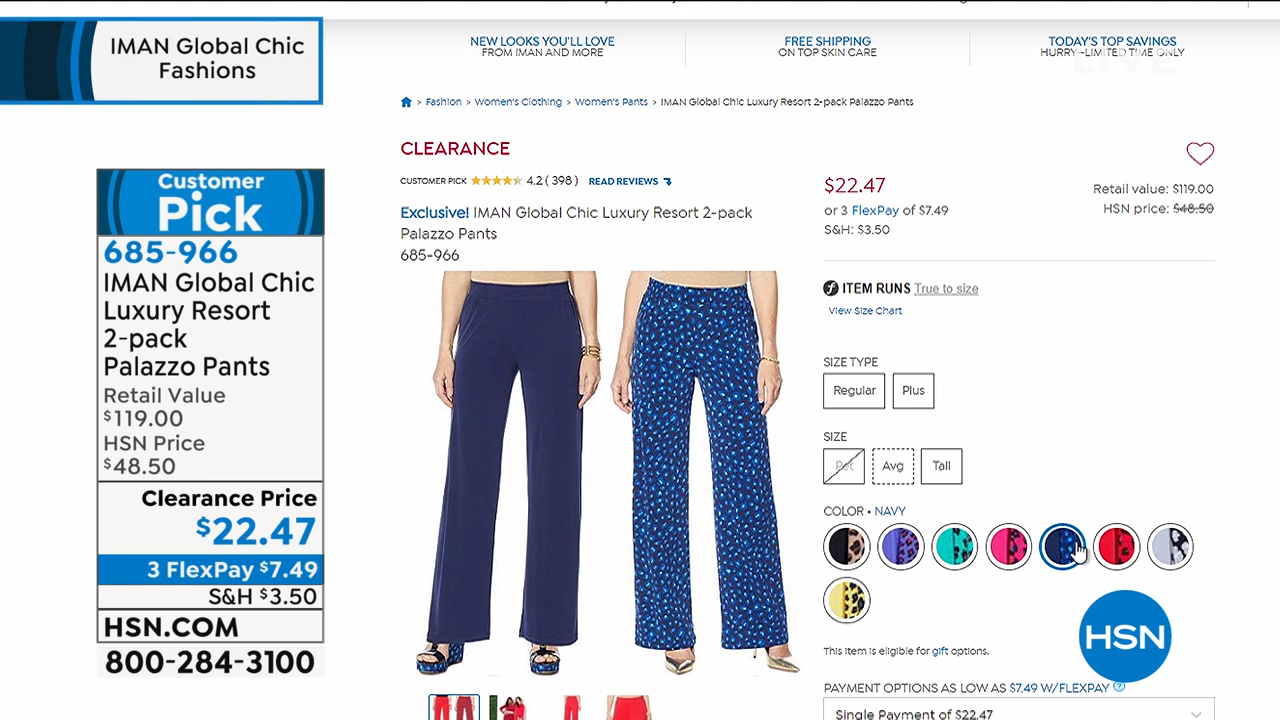 IMAN Global Chic
Fashions
NEW LOOKS YOU'LL LOVE
FROM IMAN AND MORE
FREE SHIPPING
ON TOP SKIN CARE
TODAY'S TOP SAVINGS
HURRY-LIMITED TIME ONLY
LIVE
Fashion > Women's Clothing > Women's Pants > IMAN Global Chic Luxury Resort 2-pack Palazzo Pants
CLEARANCE
CUSTOMER PICK 4.2 ( 398 ) READ REVIEWS
Exclusive! IMAN Global Chic Luxury Resort 2-pack
Palazzo Pants
685-966
$22.47
or 3 FlexPay of $7.49
S&H: $3.50
Retail value: $119.00
HSN price: $48.50
Customer
Pick
685-966
IMAN Global Chic
Luxury Resort
2-pack
Palazzo Pants
Retail Value
$119.00
HSN Price
$48.50
Clearance Price
$22.47
3 FlexPay $7.49
S&H $3.50
HSN.COM
800-284-3100
ITEM RUNS True to size
View Size Chart
SIZE TYPE
Regular
Plus
SIZE
Pet
Avg
Tall
COLOR • NAVY
HSN
This item is eligible for gift options.
PAYMENT OPTIONS AS LOW AS $7.49 W/FLEXPAY ?
Single Payment of $22.47